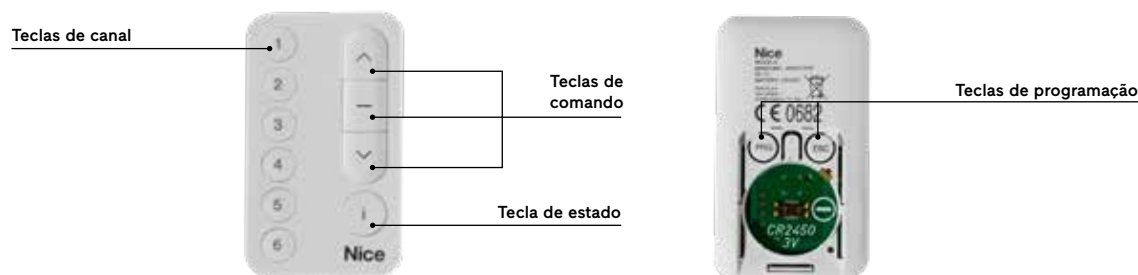 Teclas de canal
1
2
3
4
5
6
Teclas de
comando
Tecla de estado
i
Nice
Nice
CE 0682
PRG
ESC
CR2450
3V
Teclas de programação